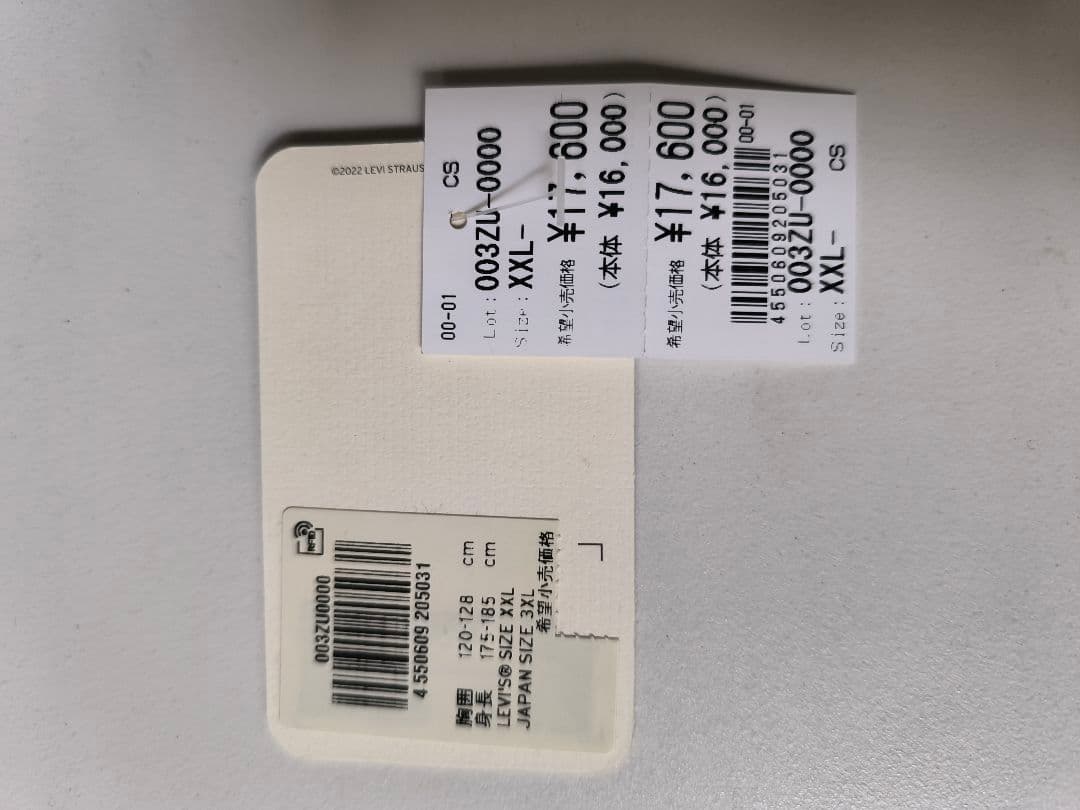 ©2022 LEVI STRAUS
00-01 CS
Lot: 003ZU-0000
Size: XXL-
希望小売価格 ¥17,600
(本体 ¥16,000)
希望小売価格 ¥17,600
(本体 ¥16,000)
00-01
4550609205031
Lot: 003ZU-0000
Size: XXL- CS
RFID
003ZU0000
4 550609 205031
胸囲 120-128 cm
身長 175-185 cm
LEVI'S® SIZE XXL
JAPAN SIZE 3XL
希望小売価格